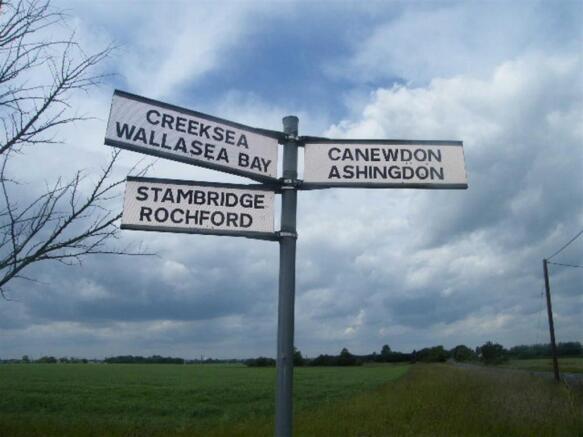 CREEKSEA
WALLASEA BAY
STAMBRIDGE
ROCHFORD
CANEWDON
ASHINGDON